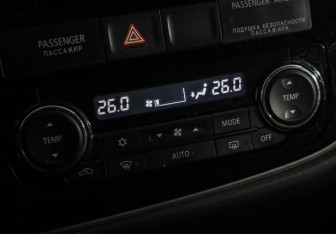 PASSENGER
ПАССАЖИР
PASSENGER
ПОДУШКА БЕЗОПАСНОСТИ
ПАССАЖИРА
26.0
26.0
TEMP
TEMP
MODE
AUTO
OFF